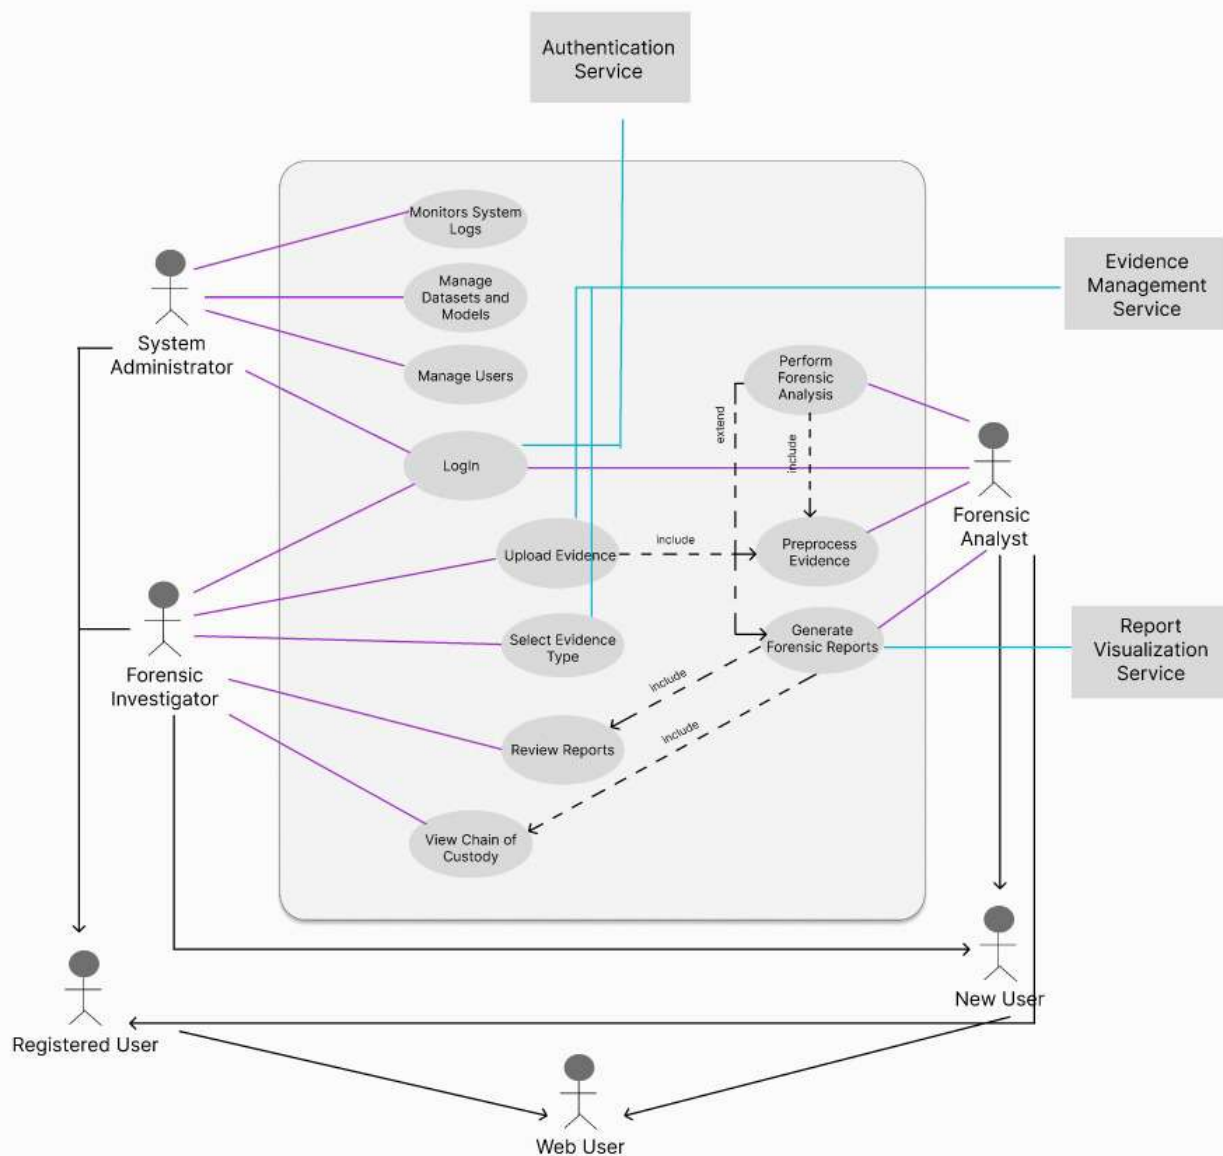 Authentication
Service
Monitors System
Logs
Evidence
Management
Service
Manage
Datasets and
Models
System
Administrator
Manage Users
Perform
Forensic
Analysis
extend
include
LogIn
Forensic
Analyst
Upload Evidence
include
Preprocess
Evidence
Forensic
Investigator
Select Evidence
Type
Generate
Forensic Reports
Report
Visualization
Service
include
include
Review Reports
View Chain of
Custody
New User
Registered User
Web User